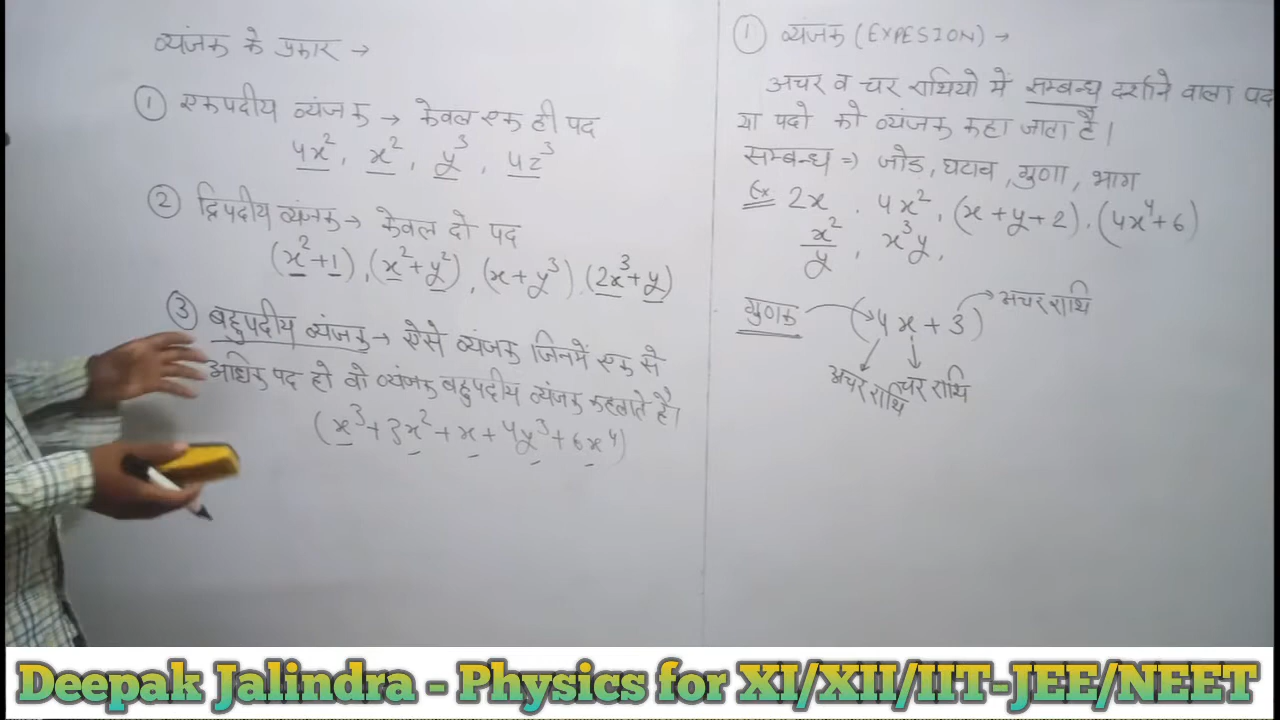 व्यंजक के प्रकार →
① एकपदीय व्यंजक → केवल एक ही पद
4x², x², y³, 4z³
② द्विपदीय व्यंजक → केवल दो पद
(x²+1), (x²+y²), (x+y³), (2x³+y)
③ बहुपदीय व्यंजक → ऐसे व्यंजक जिनमें एक से
अधिक पद हो वो व्यंजक बहुपदीय व्यंजक कहलाते है।
(x³+3x²+x+4y³+6x⁴)
① व्यंजक (EXPESION) →
अचर व चर राशियो में सम्बन्ध दर्शाने वाला पद
या पदो को व्यंजक कहा जाता है।
सम्बन्ध ⇒ जोड, घटाव, गुणा, भाग
Ex 2x, 4x², (x+y+2), (4x⁴+6)
x²/y, x³y,
गुणक (4x+3) → अचर राशि
अचर राशि चर राशि
Deepak Jalindra - Physics for XI/XII/IIT-JEE/NEET